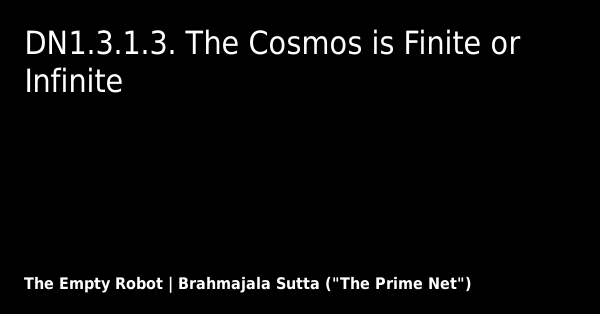 DN1.3.1.3. The Cosmos is Finite or
Infinite
The Empty Robot | Brahmajala Sutta ("The Prime Net")